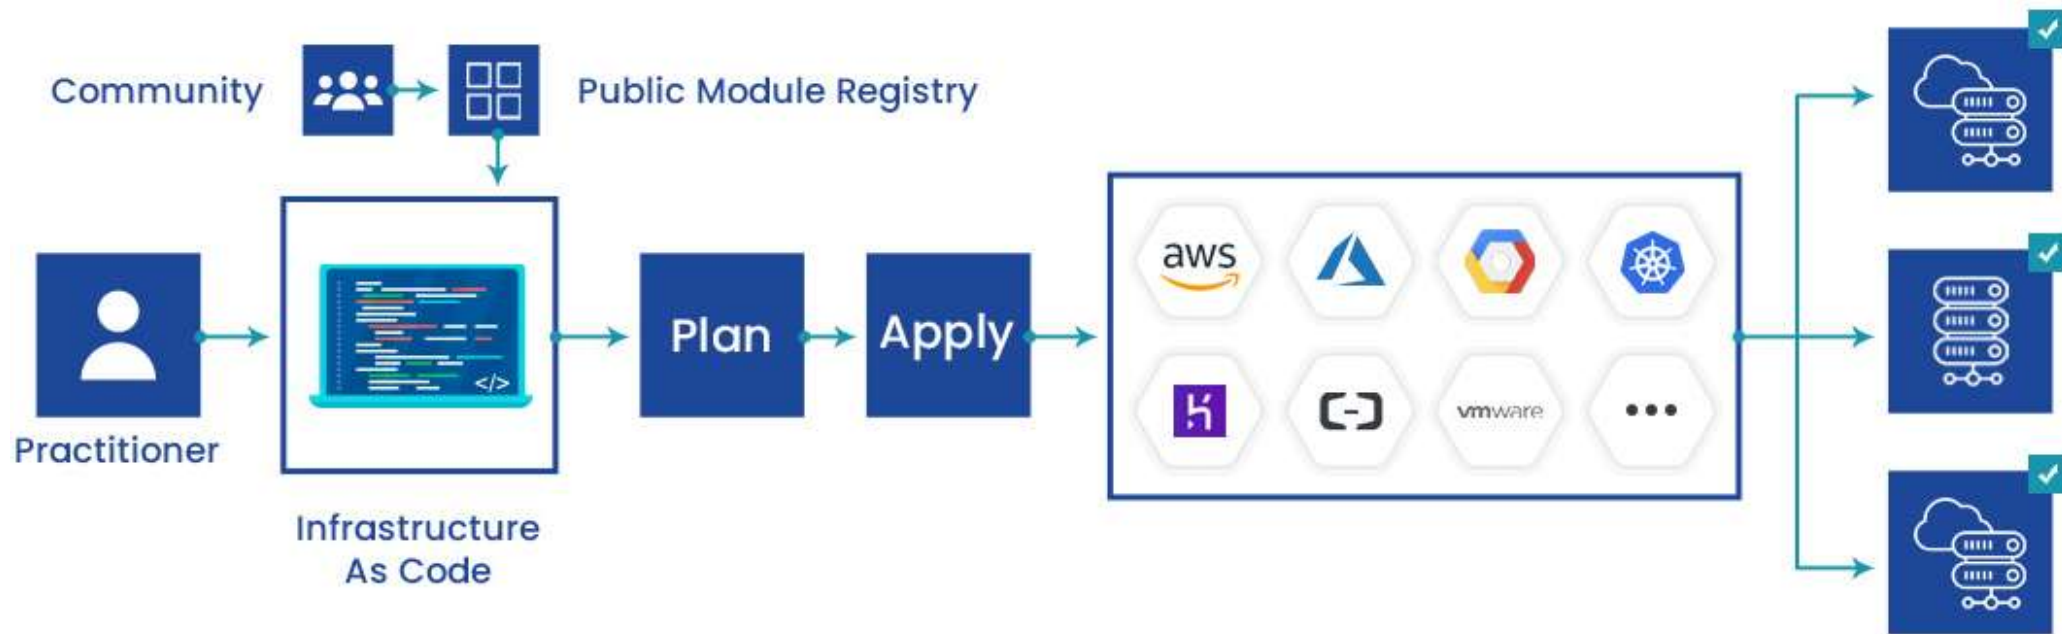 Community
Public Module Registry
Practitioner
</>
Infrastructure
As Code
Plan
Apply
aws
vmware